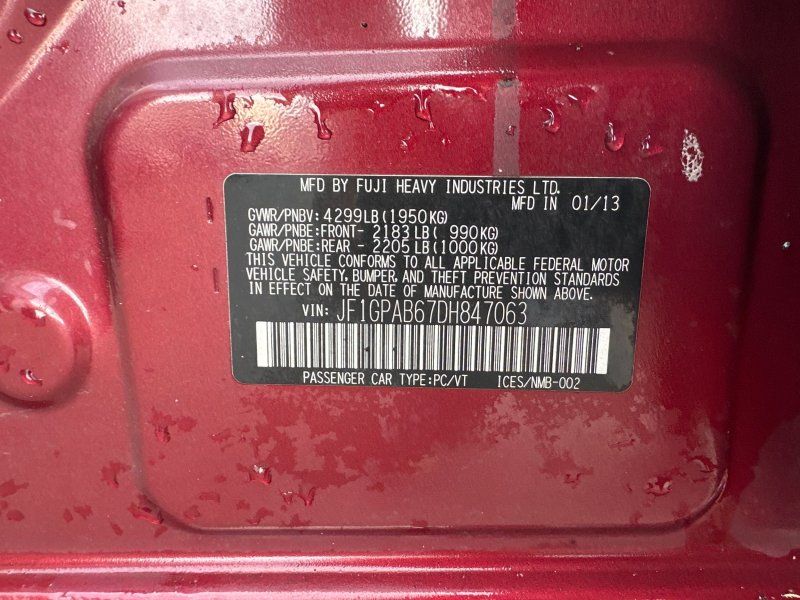 MFD BY FUJI HEAVY INDUSTRIES LTD.
MFD IN 01/13
GVWR/PNBV: 4299LB(1950KG)
GAWR/PNBE:FRONT- 2183LB( 990KG)
GAWR/PNBE:REAR - 2205LB(1000KG)
THIS VEHICLE CONFORMS TO ALL APPLICABLE FEDERAL MOTOR
VEHICLE SAFETY, BUMPER, AND THEFT PREVENTION STANDARDS
IN EFFECT ON THE DATE OF MANUFACTURE SHOWN ABOVE.
VIN: JF1GPAB67DH847063
PASSENGER CAR TYPE:PC/VT ICES/NMB-002